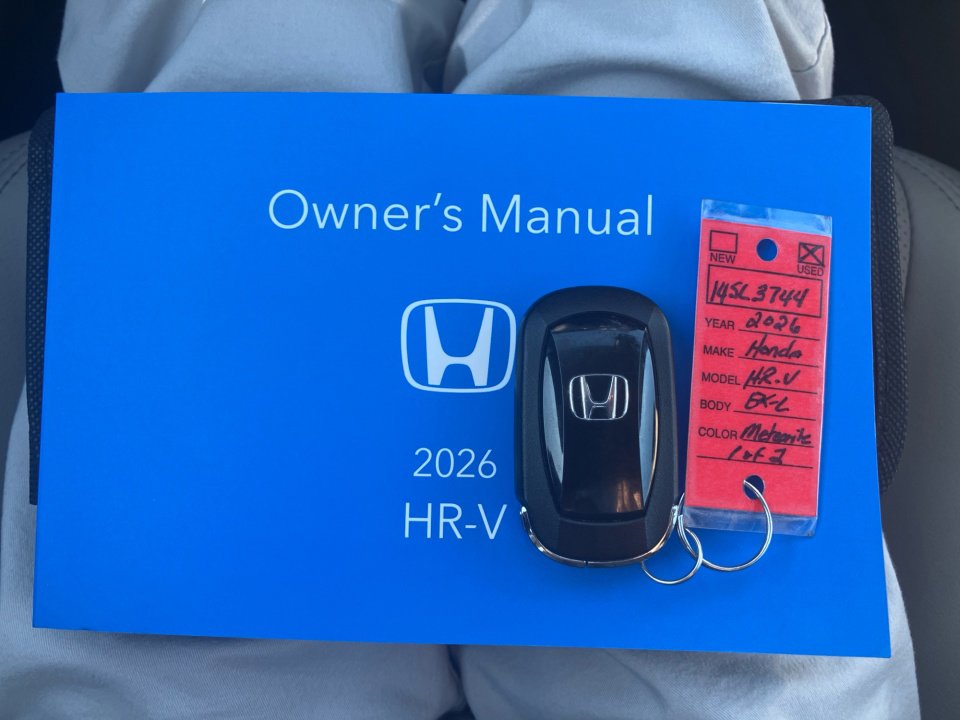 Owner's Manual
2026
HR-V
NEW
USED
14SL3744
YEAR 2026
MAKE Honda
MODEL HR-V
BODY EX-L
COLOR Meteorite
1 of 2